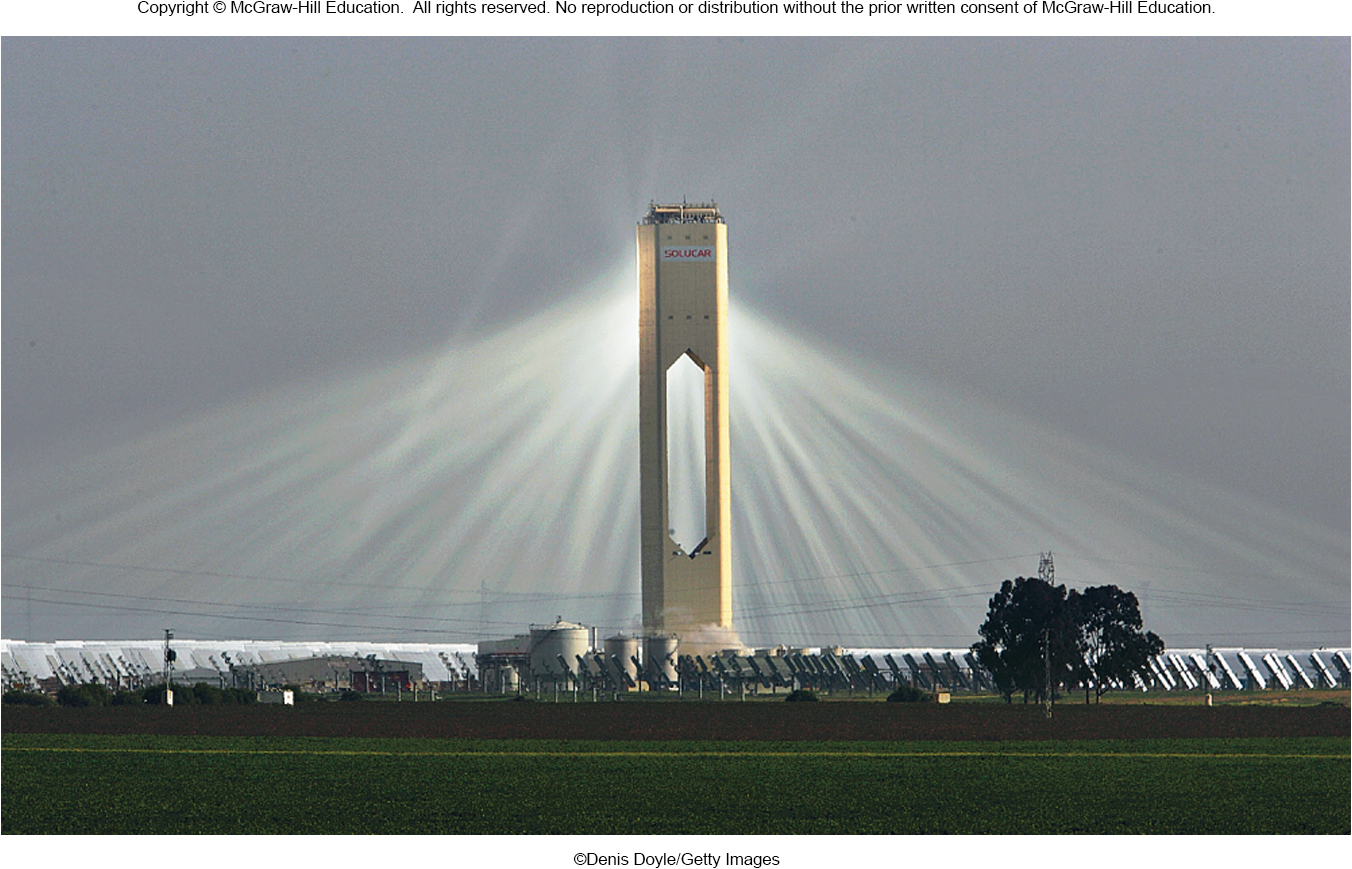 Copyright © McGraw-Hill Education.  All rights reserved. No reproduction or distribution without the prior written consent of McGraw-Hill Education.
SOLUCAR
©Denis Doyle/Getty Images